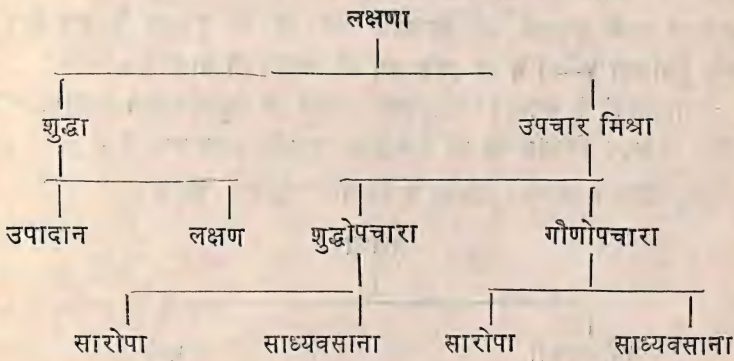 लक्षणा
शुद्धा उपचार मिश्रा
उपादान लक्षण शुद्धोपचारा गौणोपचारा
सारोपा साध्यवसाना सारोपा साध्यवसाना